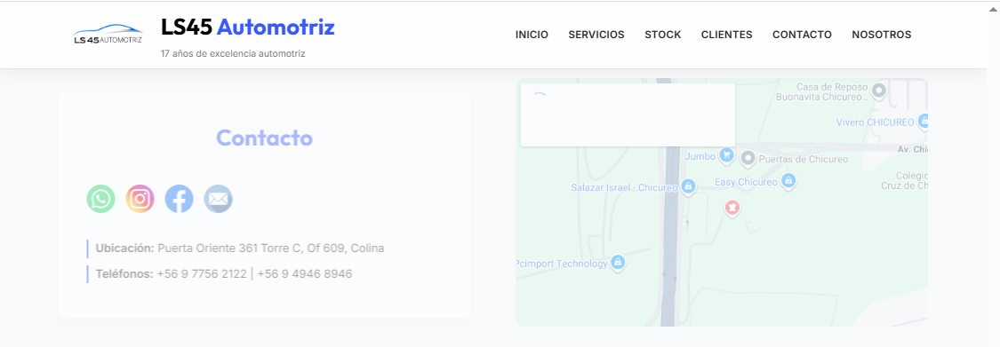 LS45AUTOMOTRIZ
LS45 Automotriz
17 años de excelencia automotriz
INICIO SERVICIOS STOCK CLIENTES CONTACTO NOSOTROS
Contacto
Ubicación: Puerta Oriente 361 Torre C, Of 609, Colina
Teléfonos: +56 9 7756 2122 | +56 9 4946 8946
Casa de Reposo
Buonavita Chicureo...
Vivero CHICUREO
Av. Chi
Jumbo
Puertas de Chicureo
Colegio
Cruz de Ch
Salazar Israel - Chicureo
Easy Chicureo
Pcimport Technology